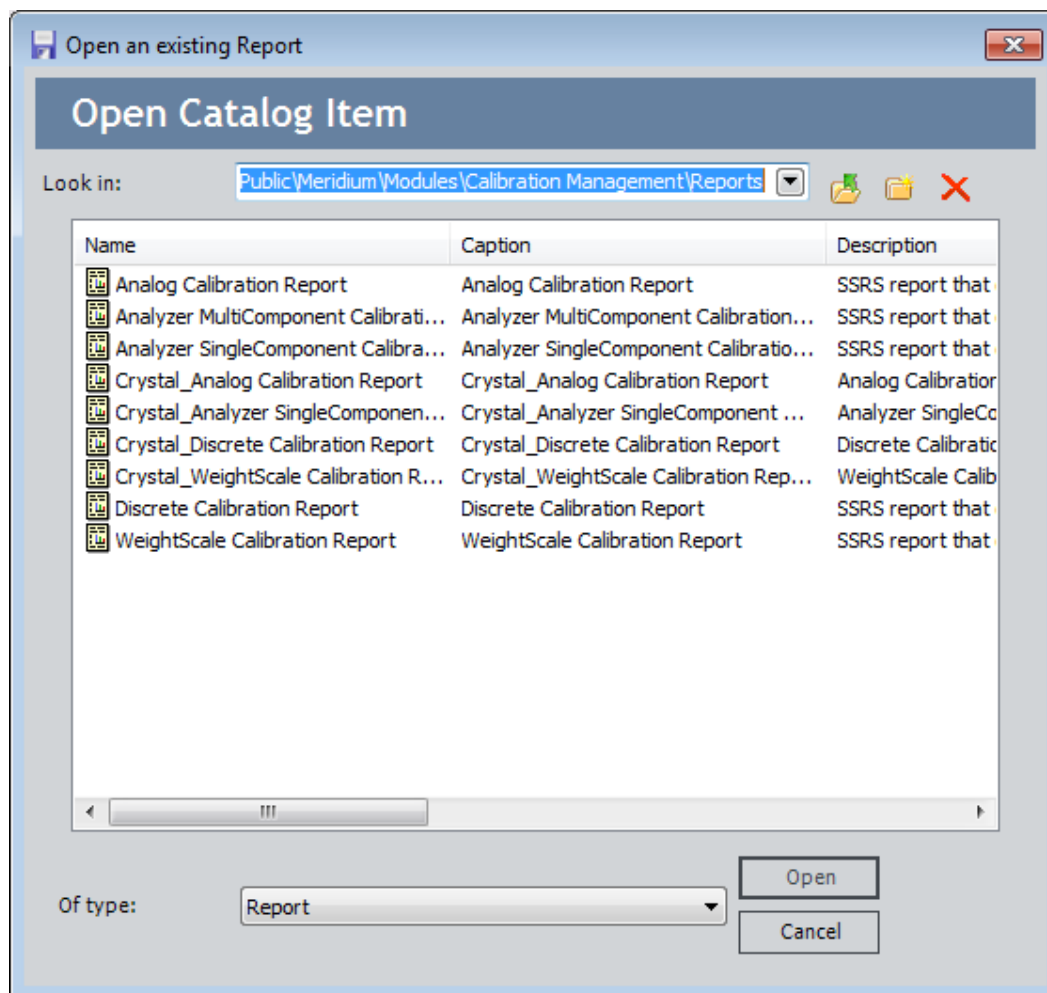 Open an existing Report
Open Catalog Item
Look in: Public\Meridium\Modules\Calibration Management\Reports
Name Caption Description
Analog Calibration Report Analog Calibration Report SSRS report that
Analyzer MultiComponent Calibrati... Analyzer MultiComponent Calibration... SSRS report that
Analyzer SingleComponent Calibra... Analyzer SingleComponent Calibratio... SSRS report that
Crystal_Analog Calibration Report Crystal_Analog Calibration Report Analog Calibration
Crystal_Analyzer SingleComponen... Crystal_Analyzer SingleComponent ... Analyzer SingleCo
Crystal_Discrete Calibration Report Crystal_Discrete Calibration Report Discrete Calibratio
Crystal_WeightScale Calibration R... Crystal_WeightScale Calibration Rep... WeightScale Calib
Discrete Calibration Report Discrete Calibration Report SSRS report that
WeightScale Calibration Report WeightScale Calibration Report SSRS report that
Open
Of type: Report
Cancel